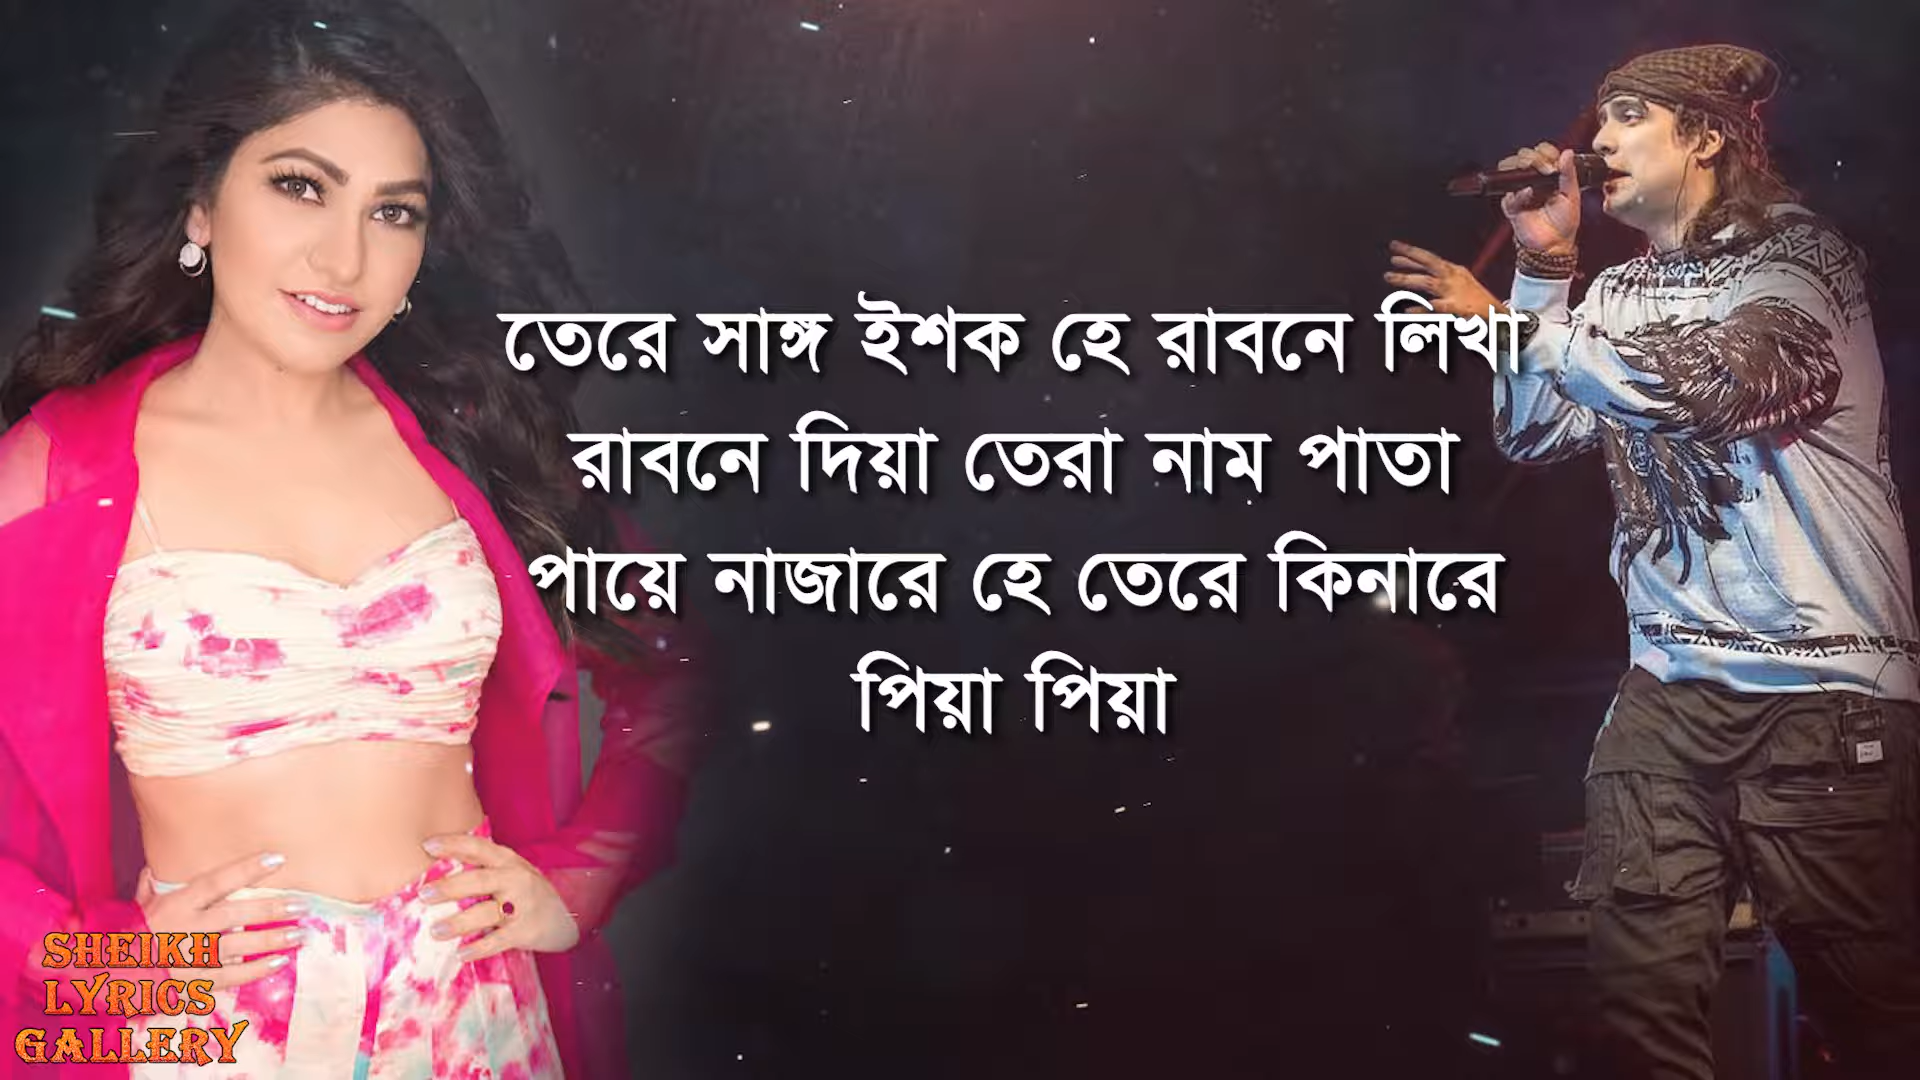 তেরে সাঙ্গ ইশক হে রাবনে লিখা
রাবনে দিয়া তেরা নাম পাতা
পায়ে নাজারে হে তেরে কিনারে
পিয়া পিয়া
SHEIKH
LYRICS
GALLERY